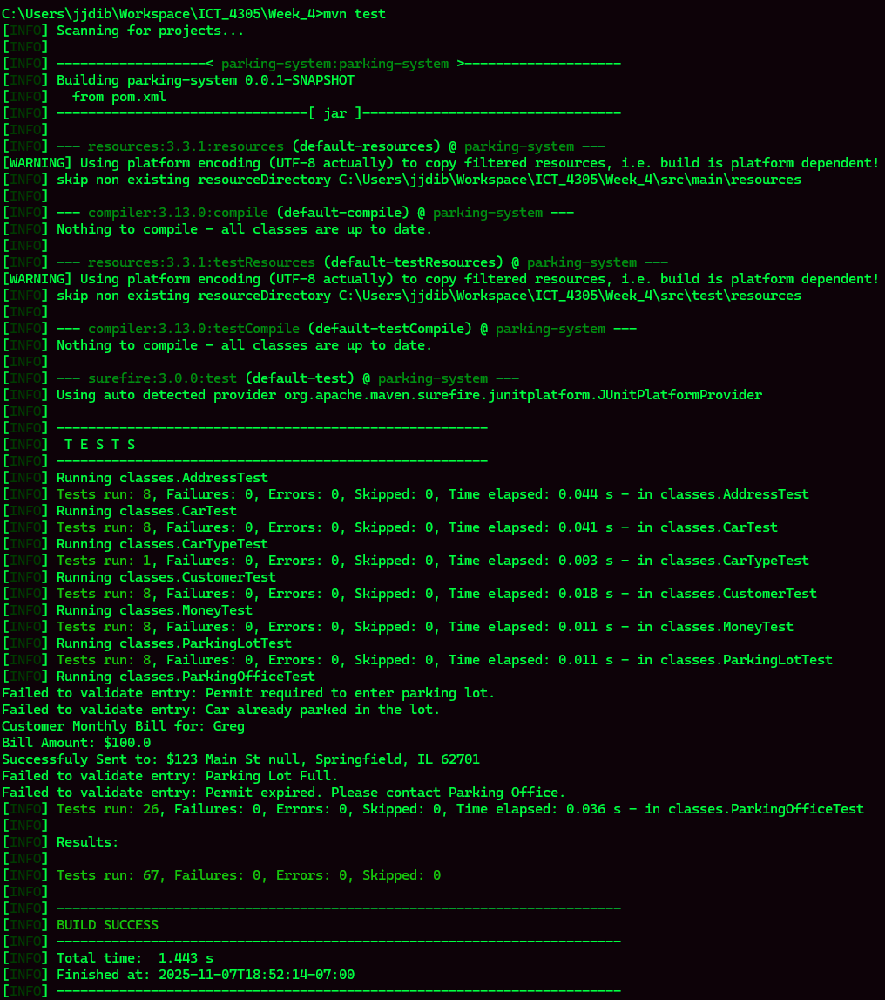 C:\Users\jjdib\Workspace\ICT_4305\Week_4>mvn test
[INFO] Scanning for projects...
[INFO]
[INFO] -------------------< parking-system:parking-system >--------------------
[INFO] Building parking-system 0.0.1-SNAPSHOT
[INFO]   from pom.xml
[INFO] --------------------------------[ jar ]---------------------------------
[INFO]
[INFO] --- resources:3.3.1:resources (default-resources) @ parking-system ---
[WARNING] Using platform encoding (UTF-8 actually) to copy filtered resources, i.e. build is platform dependent!
[INFO] skip non existing resourceDirectory C:\Users\jjdib\Workspace\ICT_4305\Week_4\src\main\resources
[INFO]
[INFO] --- compiler:3.13.0:compile (default-compile) @ parking-system ---
[INFO] Nothing to compile - all classes are up to date.
[INFO]
[INFO] --- resources:3.3.1:testResources (default-testResources) @ parking-system ---
[WARNING] Using platform encoding (UTF-8 actually) to copy filtered resources, i.e. build is platform dependent!
[INFO] skip non existing resourceDirectory C:\Users\jjdib\Workspace\ICT_4305\Week_4\src\test\resources
[INFO]
[INFO] --- compiler:3.13.0:testCompile (default-testCompile) @ parking-system ---
[INFO] Nothing to compile - all classes are up to date.
[INFO]
[INFO] --- surefire:3.0.0:test (default-test) @ parking-system ---
[INFO] Using auto detected provider org.apache.maven.surefire.junitplatform.JUnitPlatformProvider
[INFO]
[INFO] -------------------------------------------------------
[INFO]  T E S T S
[INFO] -------------------------------------------------------
[INFO] Running classes.AddressTest
[INFO] Tests run: 8, Failures: 0, Errors: 0, Skipped: 0, Time elapsed: 0.044 s - in classes.AddressTest
[INFO] Running classes.CarTest
[INFO] Tests run: 8, Failures: 0, Errors: 0, Skipped: 0, Time elapsed: 0.041 s - in classes.CarTest
[INFO] Running classes.CarTypeTest
[INFO] Tests run: 1, Failures: 0, Errors: 0, Skipped: 0, Time elapsed: 0.003 s - in classes.CarTypeTest
[INFO] Running classes.CustomerTest
[INFO] Tests run: 8, Failures: 0, Errors: 0, Skipped: 0, Time elapsed: 0.018 s - in classes.CustomerTest
[INFO] Running classes.MoneyTest
[INFO] Tests run: 8, Failures: 0, Errors: 0, Skipped: 0, Time elapsed: 0.011 s - in classes.MoneyTest
[INFO] Running classes.ParkingLotTest
[INFO] Tests run: 8, Failures: 0, Errors: 0, Skipped: 0, Time elapsed: 0.011 s - in classes.ParkingLotTest
[INFO] Running classes.ParkingOfficeTest
Failed to validate entry: Permit required to enter parking lot.
Failed to validate entry: Car already parked in the lot.
Customer Monthly Bill for: Greg
Bill Amount: $100.0
Successfuly Sent to: $123 Main St null, Springfield, IL 62701
Failed to validate entry: Parking Lot Full.
Failed to validate entry: Permit expired. Please contact Parking Office.
[INFO] Tests run: 26, Failures: 0, Errors: 0, Skipped: 0, Time elapsed: 0.036 s - in classes.ParkingOfficeTest
[INFO]
[INFO] Results:
[INFO]
[INFO] Tests run: 67, Failures: 0, Errors: 0, Skipped: 0
[INFO]
[INFO] ------------------------------------------------------------------------
[INFO] BUILD SUCCESS
[INFO] ------------------------------------------------------------------------
[INFO] Total time:  1.443 s
[INFO] Finished at: 2025-11-07T18:52:14-07:00
[INFO] ------------------------------------------------------------------------